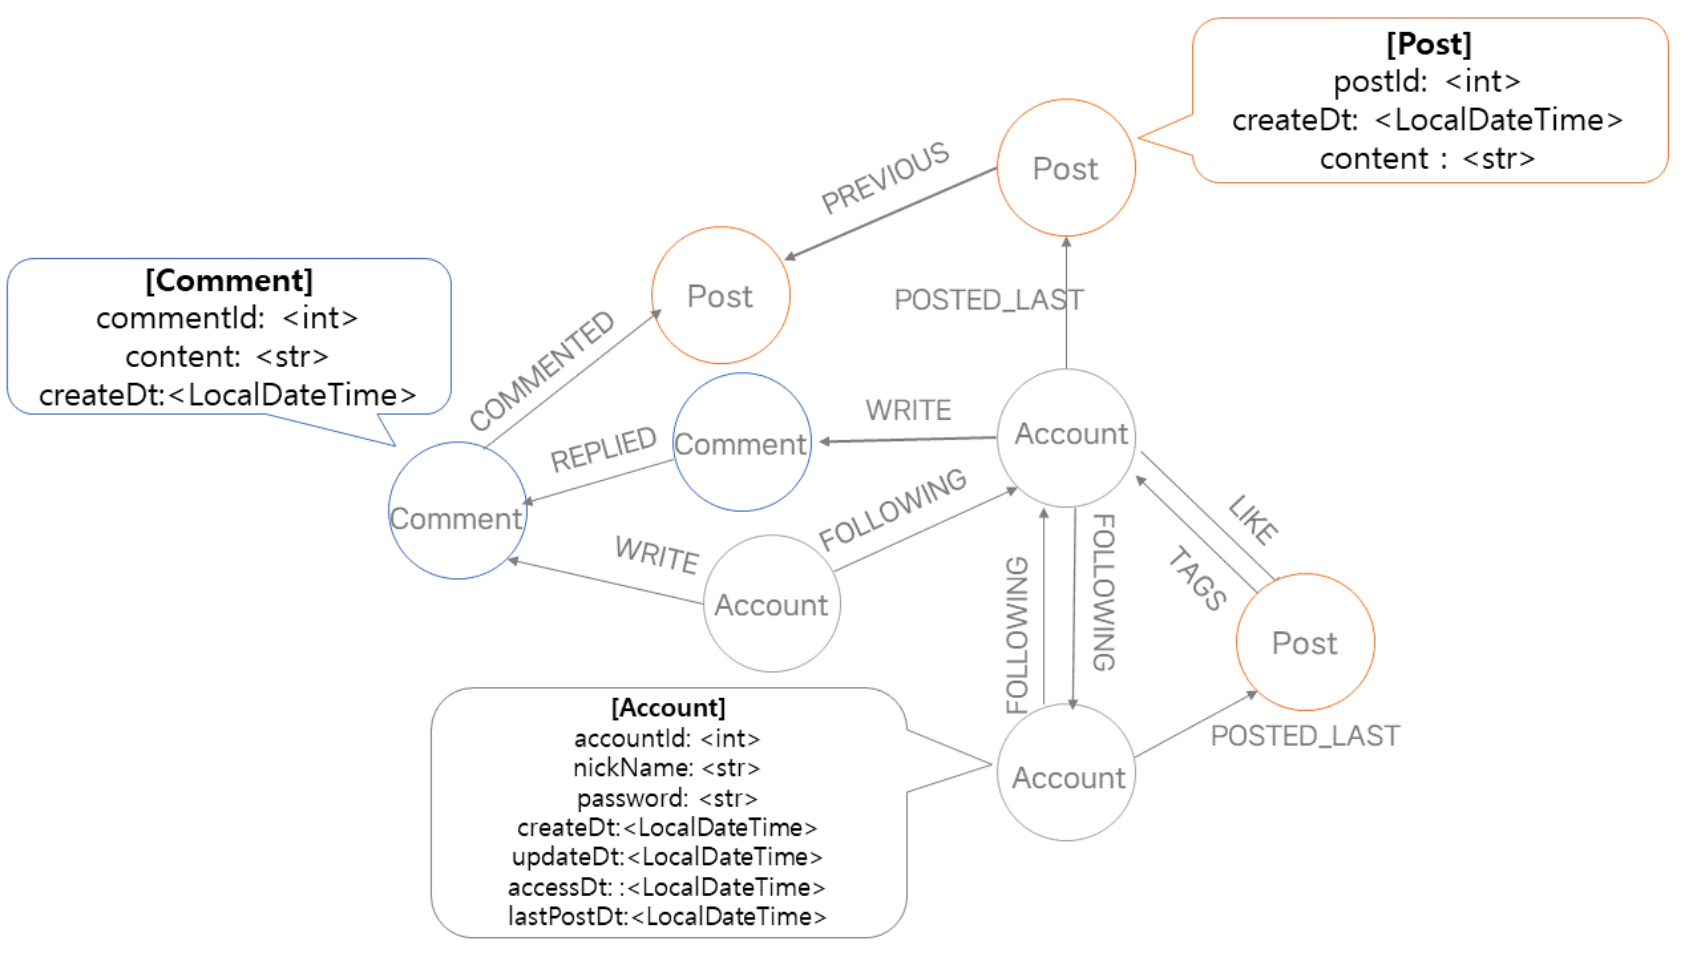 [Post]
postId: <int>
createDt: <LocalDateTime>
content : <str>
Post
PREVIOUS
Post
POSTED_LAST
[Comment]
commentId: <int>
content: <str>
createDt:<LocalDateTime>
COMMENTED
WRITE
Account
Comment
REPLIED
Comment
FOLLOWING
WRITE
Account
LIKE
TAGS
FOLLOWING
FOLLOWING
Post
POSTED_LAST
Account
[Account]
accountId: <int>
nickName: <str>
password: <str>
createDt:<LocalDateTime>
updateDt:<LocalDateTime>
accessDt: :<LocalDateTime>
lastPostDt:<LocalDateTime>